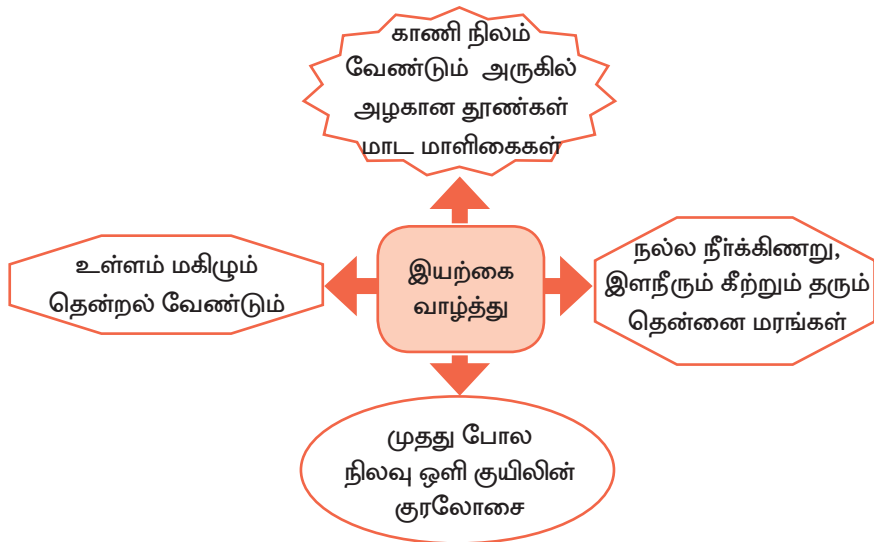 காணி நிலம்
வேண்டும் அருகில்
அழகான தூண்கள்
மாட மாளிகைகள்
உள்ளம் மகிழும்
தென்றல் வேண்டும்
இயற்கை
வாழ்த்து
நல்ல நீர்க்கிணறு,
இளநீரும் கீற்றும் தரும்
தென்னை மரங்கள்
முதது போல
நிலவு ஒளி குயிலின்
குரலோசை